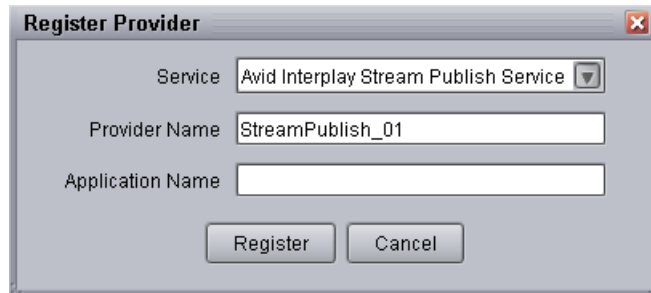 Register Provider
Service Avid Interplay Stream Publish Service
Provider Name StreamPublish_01
Application Name
Register Cancel